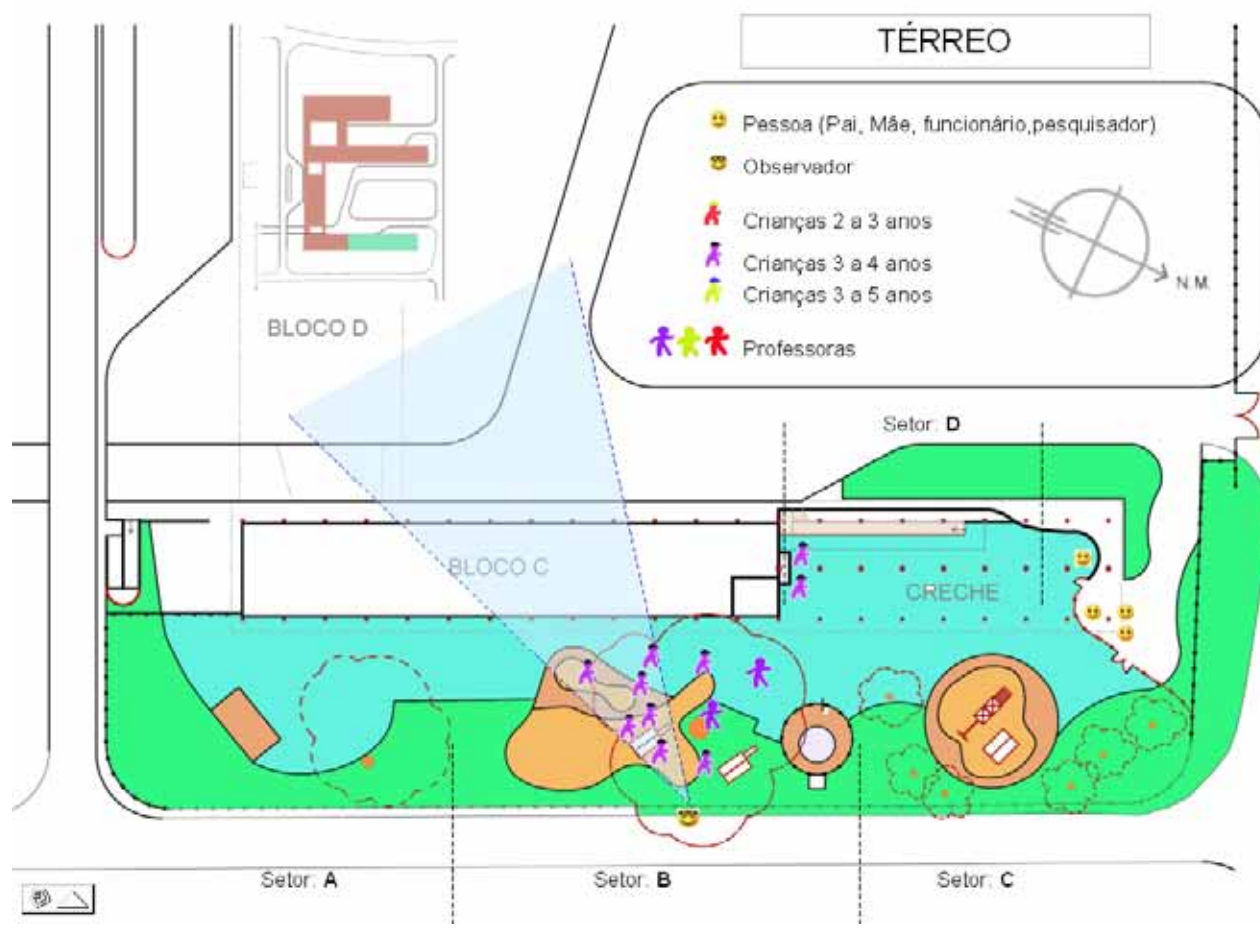 TÉRREO
Pessoa (Pai, Mãe, funcionário,pesquisador)
Observador
Crianças 2 a 3 anos
Crianças 3 a 4 anos
Crianças 3 a 5 anos
Professoras
N.M.
BLOCO D
Setor: D
BLOCO C
CRECHE
Setor: A
Setor: B
Setor: C